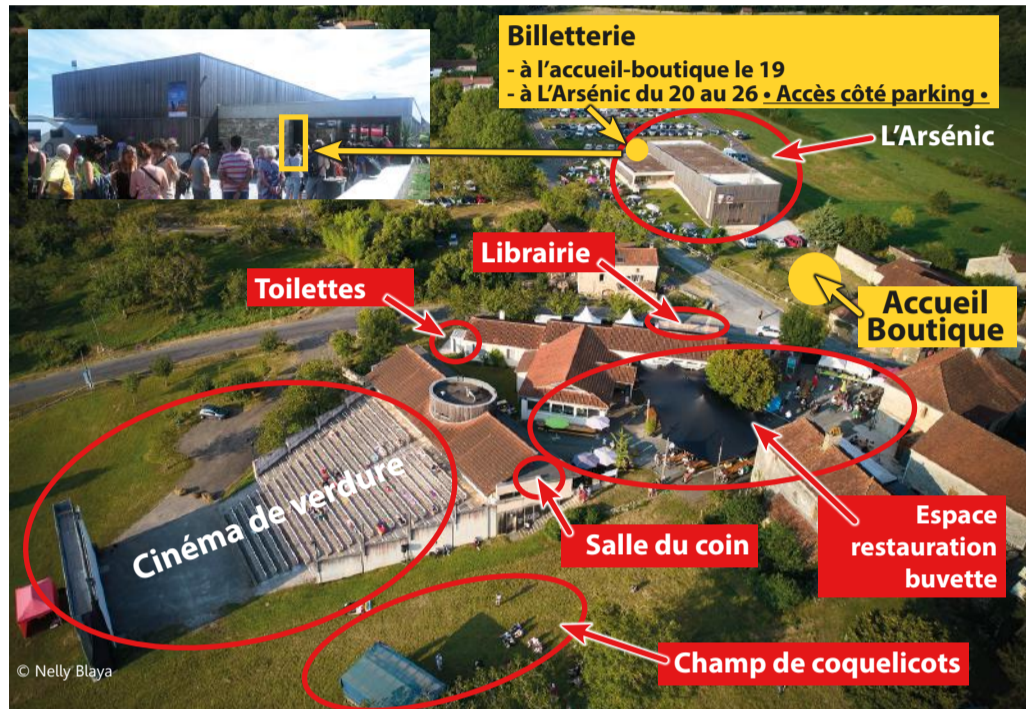 Billetterie
- à l'accueil-boutique le 19
- à L'Arsénic du 20 au 26 • Accès côté parking •
L'Arsénic
Librairie
Toilettes
Accueil
Boutique
Cinéma de verdure
Salle du coin
Espace
restauration
buvette
Champ de coquelicots
© Nelly Blaya